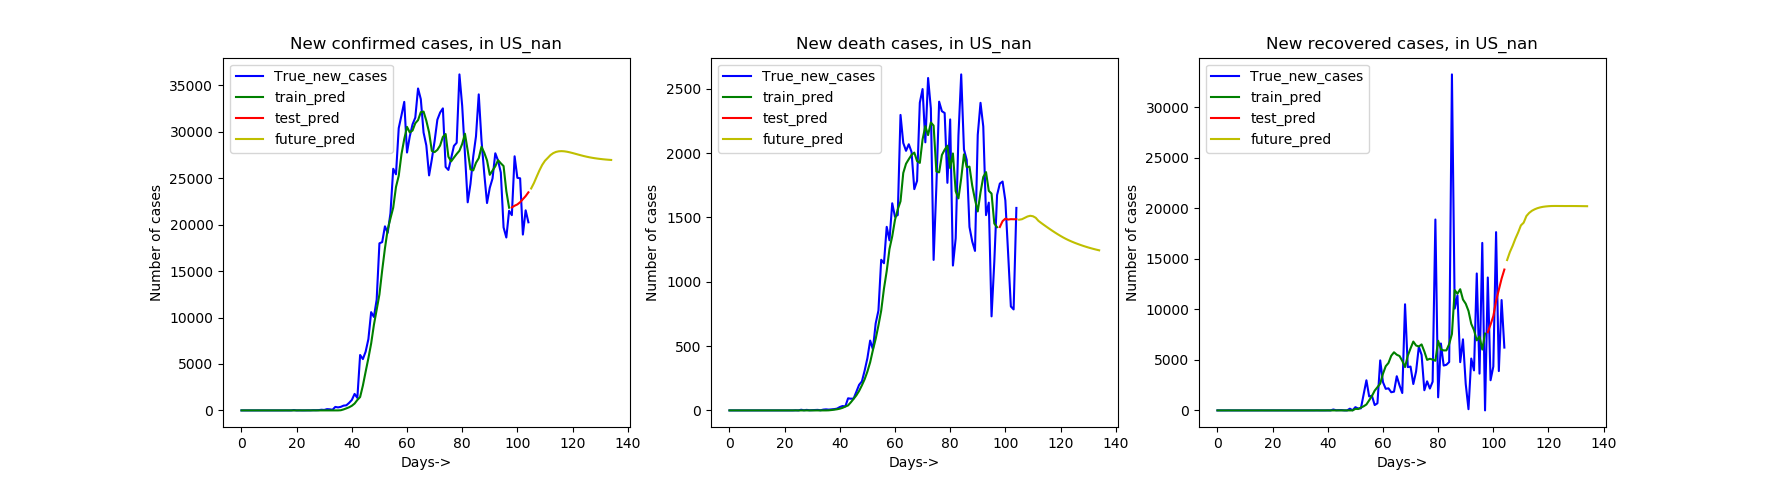 New confirmed cases, in US_nan
True_new_cases
train_pred
test_pred
future_pred
35000
30000
25000
20000
15000
10000
5000
0
Number of cases
0 20 40 60 80 100 120 140
Days->
New death cases, in US_nan
True_new_cases
train_pred
test_pred
future_pred
2500
2000
1500
1000
500
0
Number of cases
0 20 40 60 80 100 120 140
Days->
New recovered cases, in US_nan
True_new_cases
train_pred
test_pred
future_pred
30000
25000
20000
15000
10000
5000
0
Number of cases
0 20 40 60 80 100 120 140
Days->